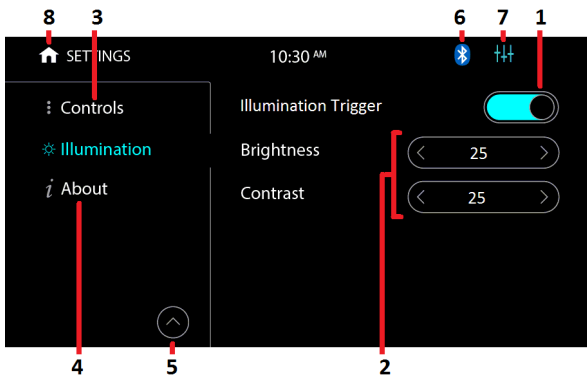 8 3 6 7 1
SETTINGS 10:30 AM
Controls Illumination Trigger
Illumination Brightness 25
i About Contrast 25
4 5 2